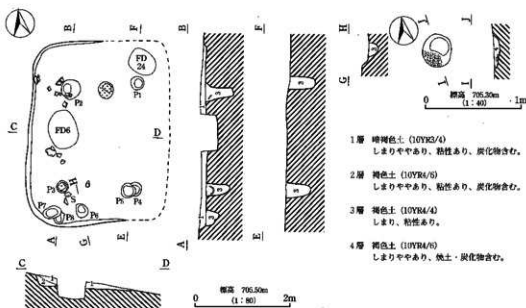 B
F
B
F
H
I
J
FD
24
P2
P1
G
I
J
標高 705.30m
0
(1:40)
1m
C
FD6
D
P3
H
S
P5
P4
P7
P8
P6
A
G
E
A
E
3
3
3
3
1層 暗褐色土 (10YR3/4)
しまりややあり、粘性あり、炭化物含む。
2層 褐色土 (10YR4/6)
しまりややあり、粘性あり、炭化物含む。
3層 褐色土 (10YR4/4)
しまり、粘性あり。
4層 褐色土 (10YR4/6)
しまりややあり、焼土・炭化物含む。
C
D
標高 705.50m
0
(1:80)
2m